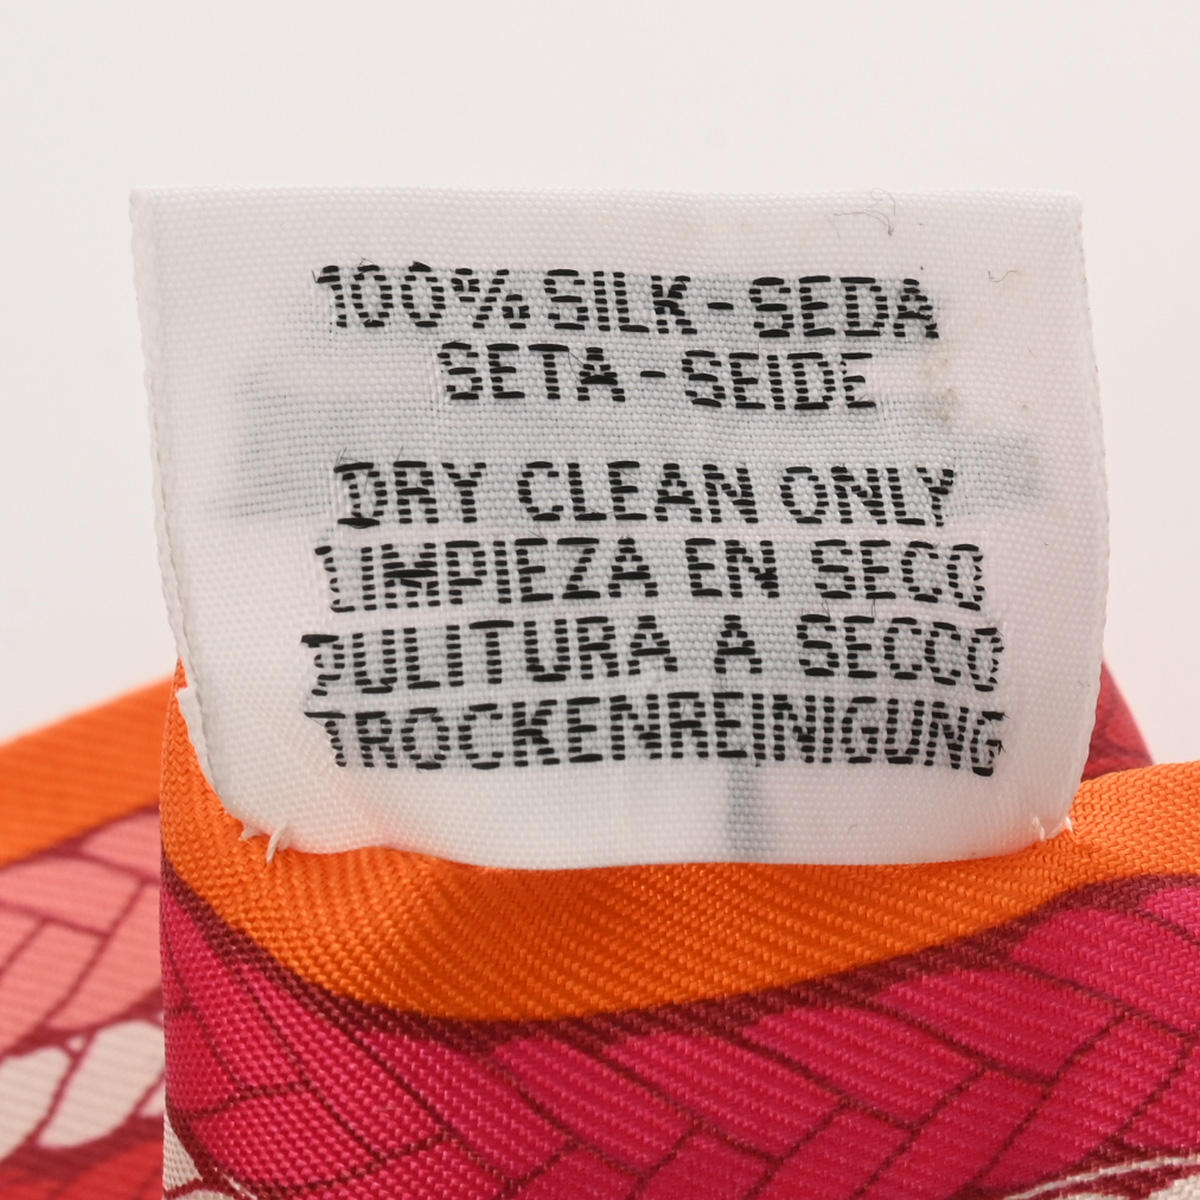 100% SILK - SEDA
SETA - SEIDE
DRY CLEAN ONLY
LIMPIEZA EN SECO
PULITURA A SECCO
TROCKENREINIGUNG